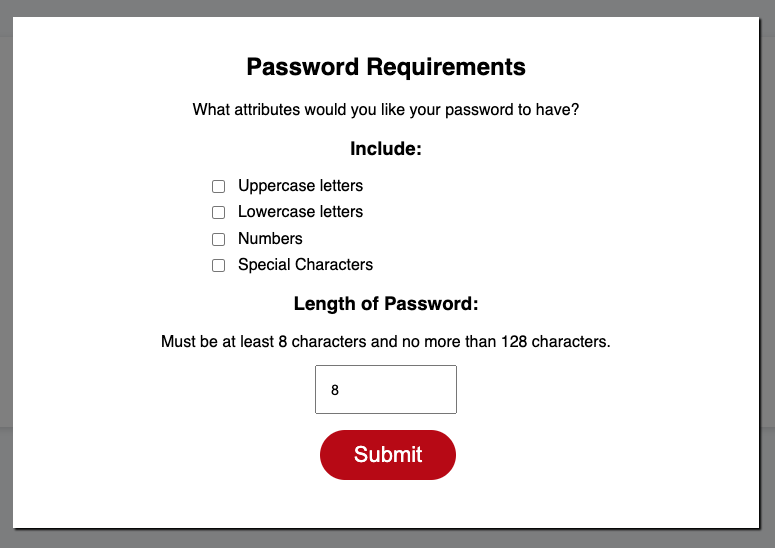 Password Requirements
What attributes would you like your password to have?
Include:
Uppercase letters
Lowercase letters
Numbers
Special Characters
Length of Password:
Must be at least 8 characters and no more than 128 characters.
8
Submit